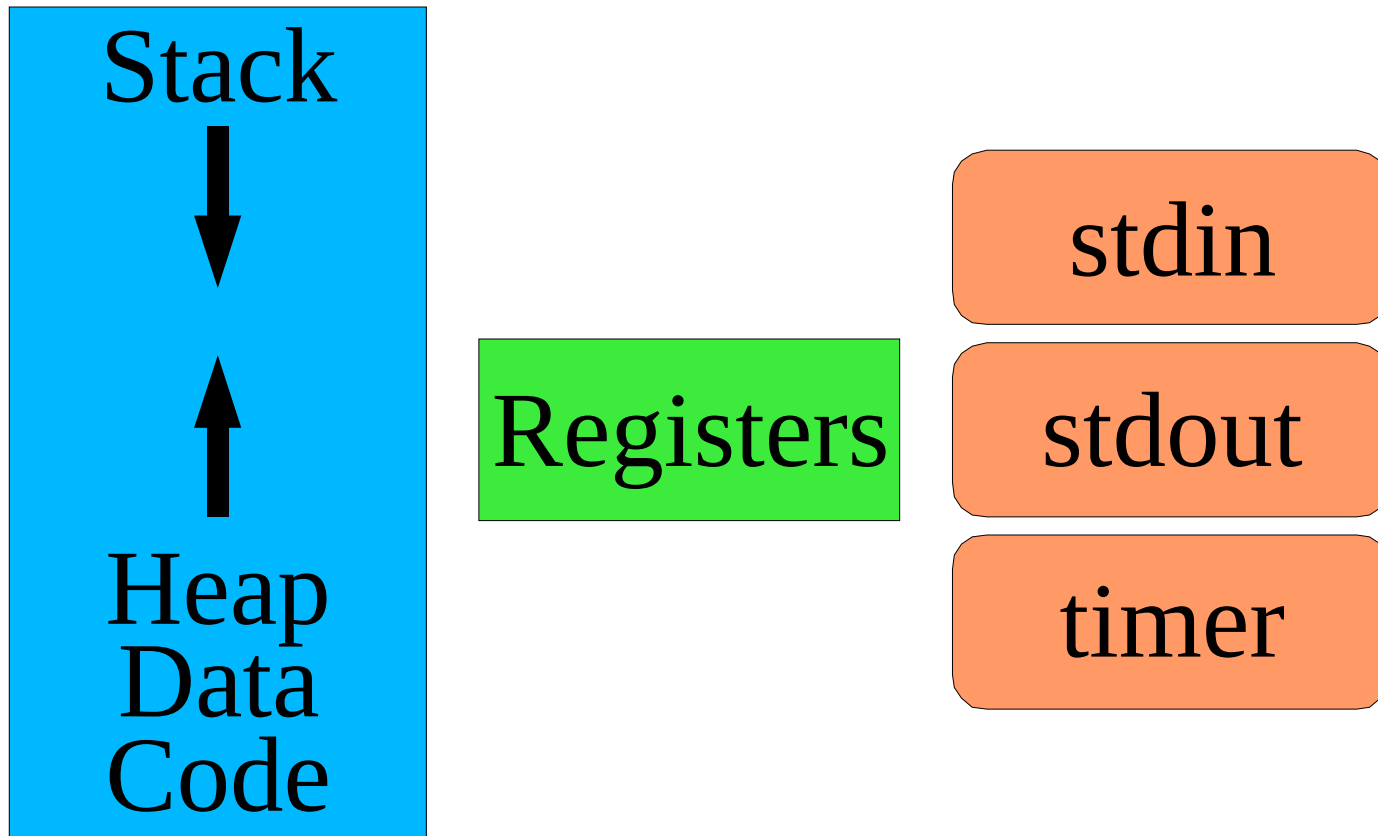 Stack
Heap
Data
Code
Registers
stdin
stdout
timer